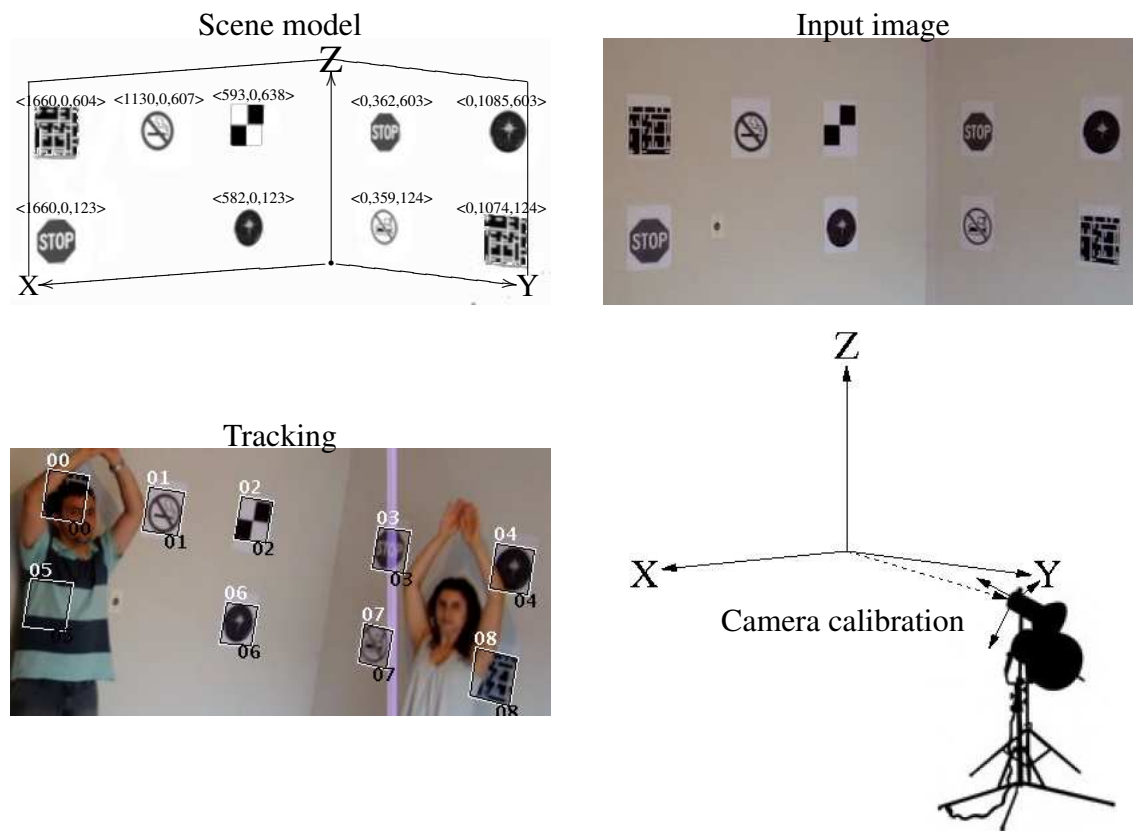 Scene model
Z
<1660,0,604> <1130,0,607> <593,0,638> <0,362,603> <0,1085,603>
STOP
<1660,0,123> <582,0,123> <0,359,124> <0,1074,124>
STOP
X Y
Input image
STOP
STOP
Tracking
00
00
01
01
02
02
03
STOP
03
04
04
05
05
06
06
07
07
08
08
Z
X Y
Camera calibration